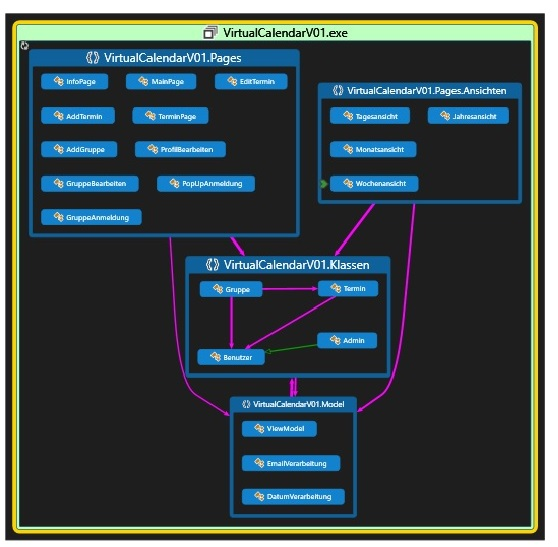 VirtualCalendarV01.exe
VirtualCalendarV01.Pages
InfoPage
MainPage
EditTermin
AddTermin
TerminPage
AddGruppe
ProfilBearbeiten
GruppeBearbeiten
PopUpAnmeldung
GruppeAnmeldung
VirtualCalendarV01.Pages.Ansichten
Tagesansicht
Jahresansicht
Monatsansicht
Wochenansicht
VirtualCalendarV01.Klassen
Gruppe
Termin
Admin
Benutzer
VirtualCalendarV01.Model
ViewModel
EmailVerarbeitung
DatumVerarbeitung